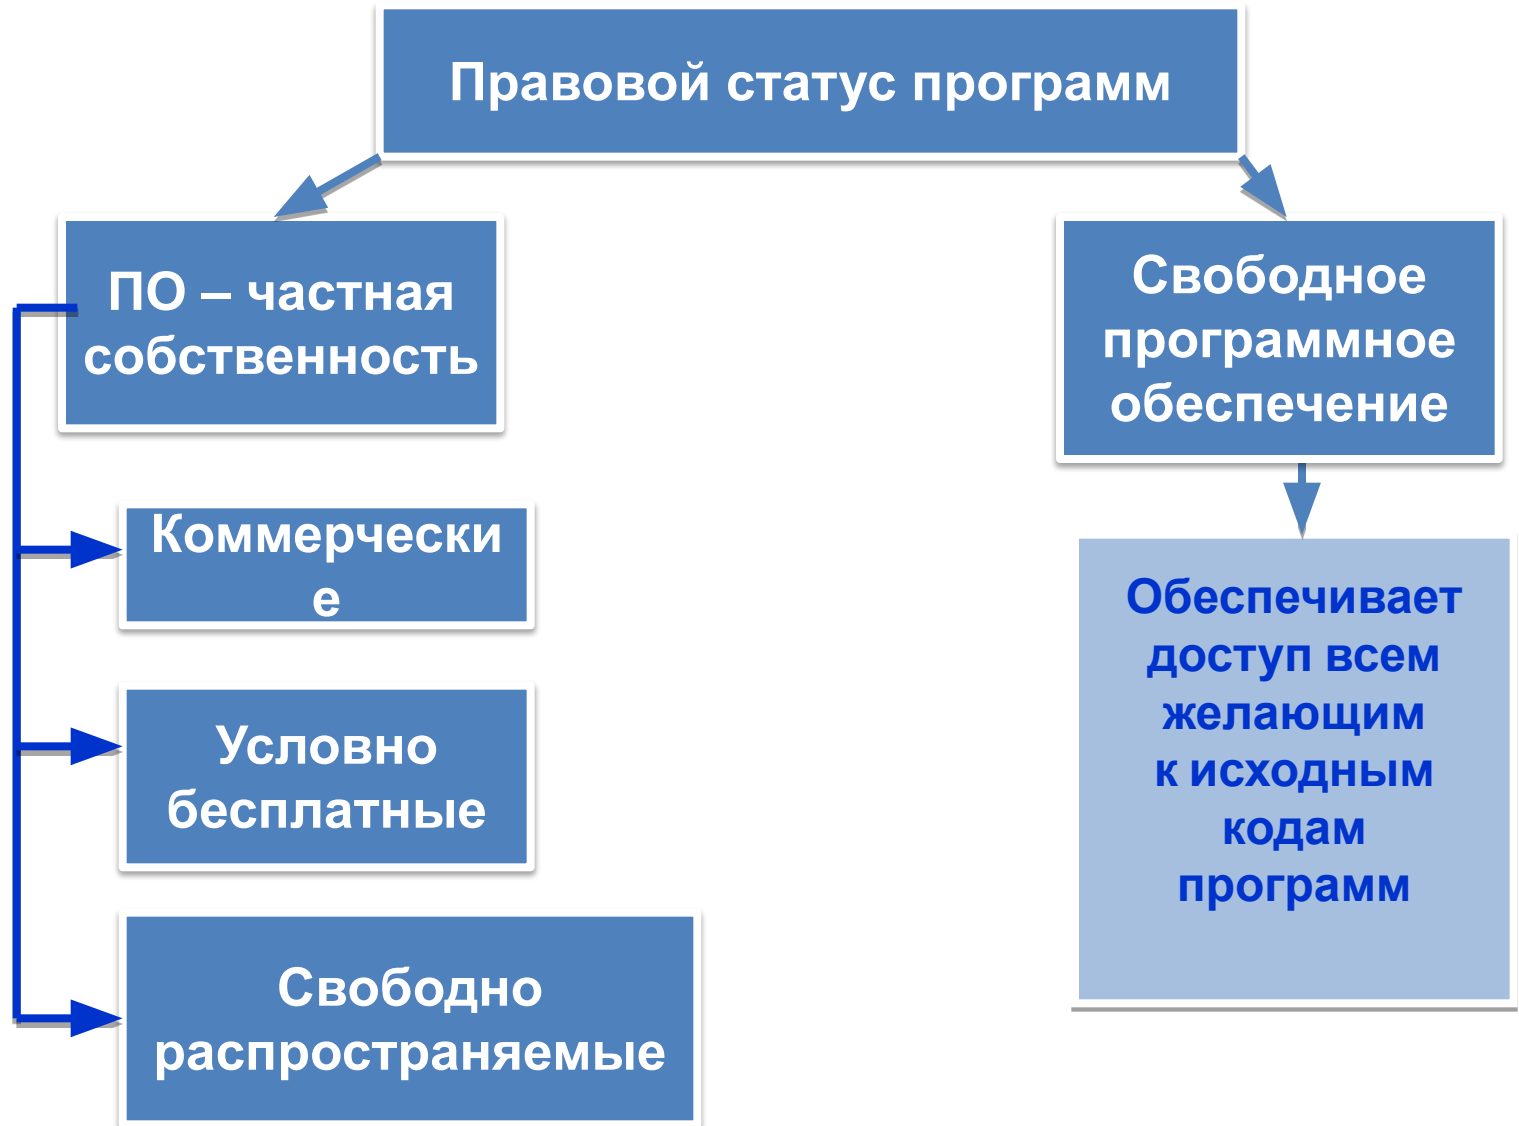 Правовой статус программ
ПО – частная
собственность
Коммерчески
е
Условно
бесплатные
Свободно
распространяемые
Свободное
программное
обеспечение
Обеспечивает
доступ всем
желающим
к исходным
кодам
программ